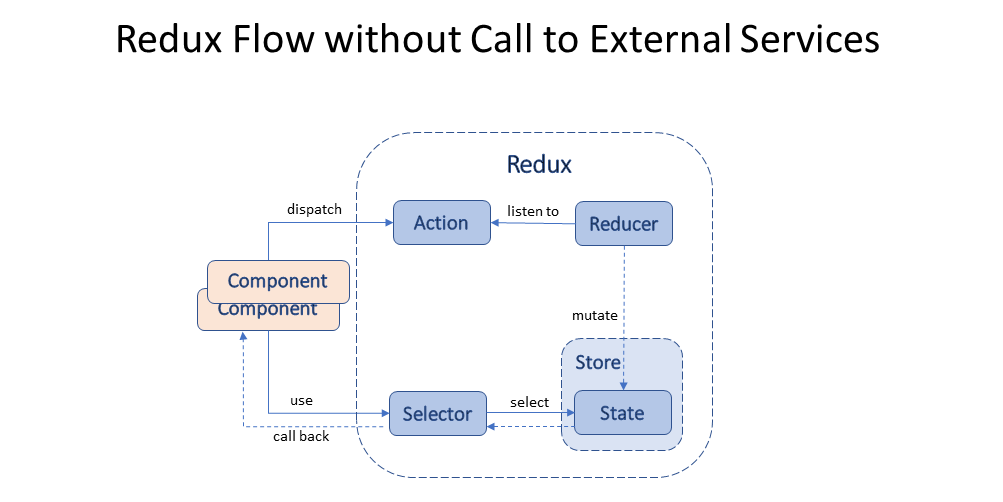 Redux Flow without Call to External Services
Redux
dispatch
Action
listen to
Reducer
Component
Component
mutate
Store
use
Selector
select
State
call back